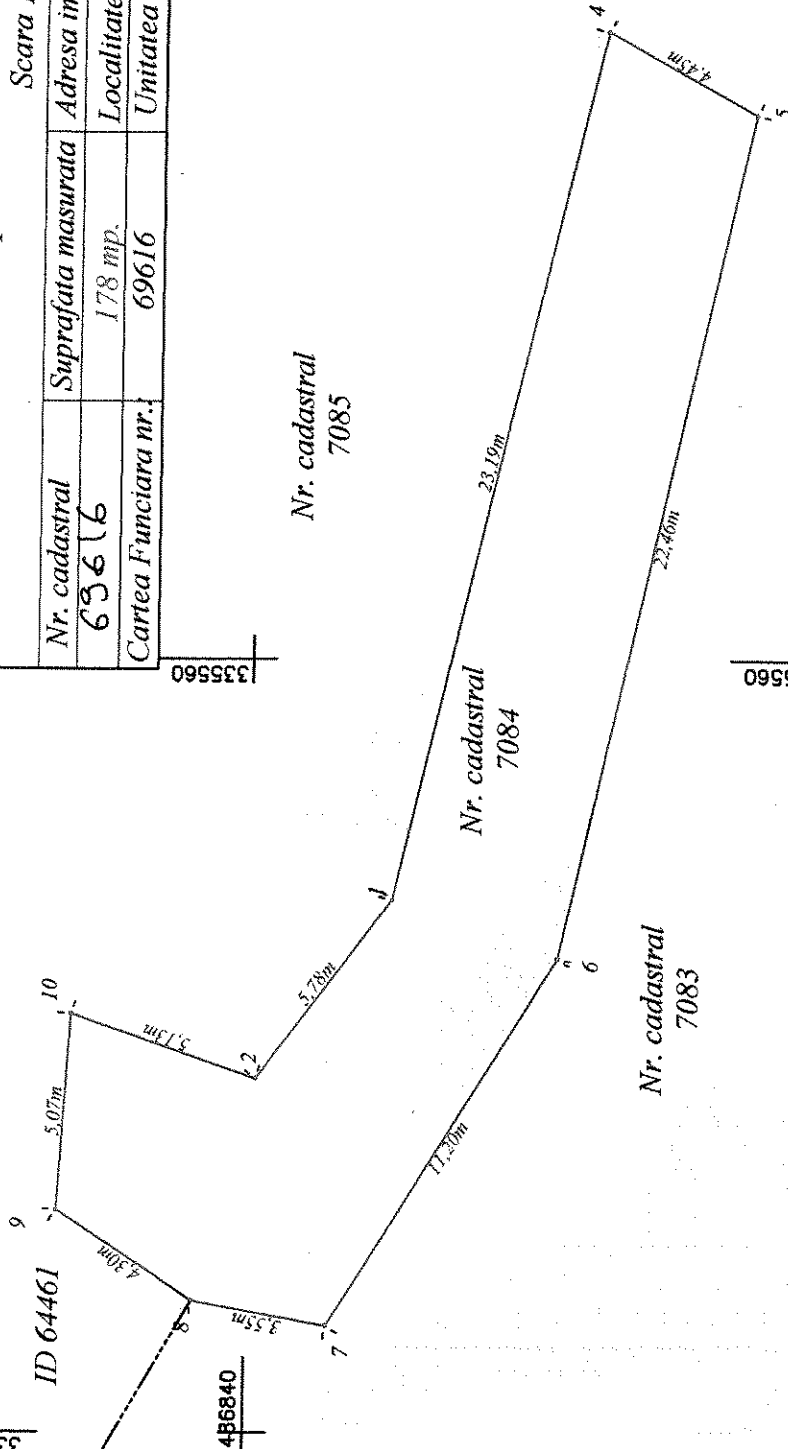 Scara
Nr. cadastral Suprafata masurata Adresa im
69616 178 mp. Localitate
Cartea Funciara nr.: 69616 Unitatea
335560
Nr. cadastral
7085
4
4,45m
5
23,19m
22,46m
Nr. cadastral
7084
1
5,78m
2
10
5,13m
5,07m
9
4,30m
ID 64461
8
3,55m
7
11,20m
6
Nr. cadastral
7083
486840